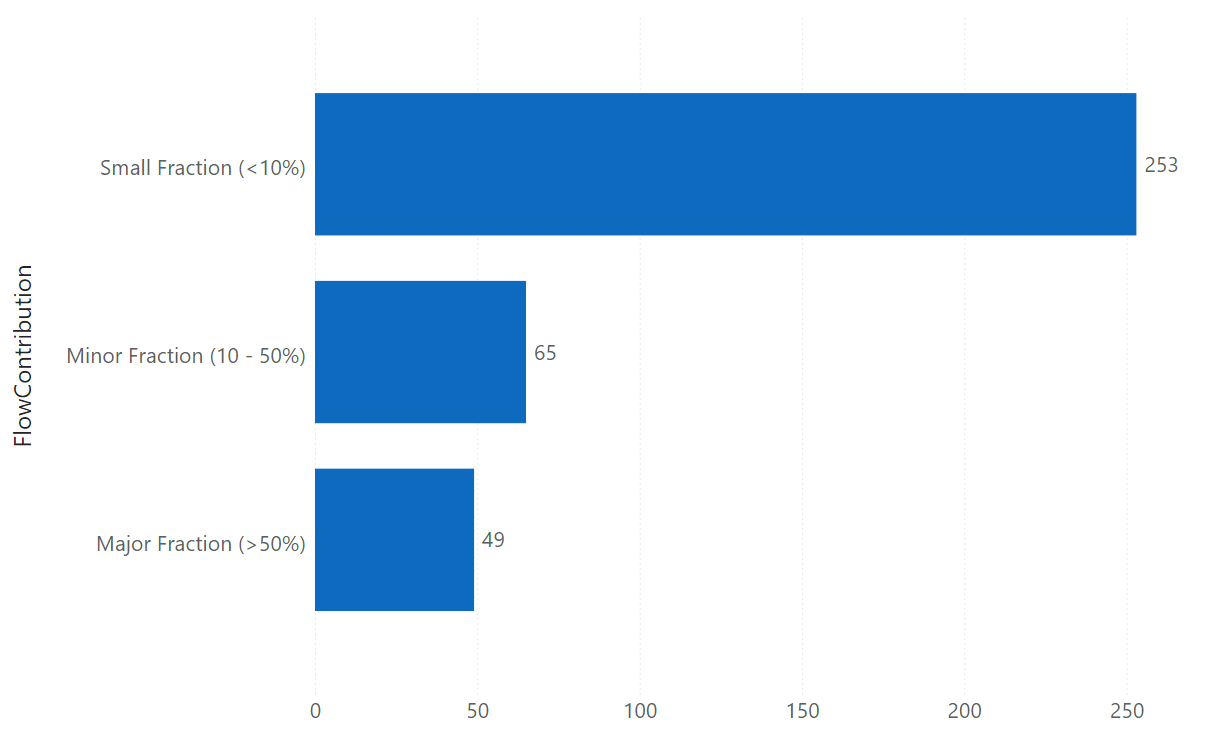 FlowContribution
Small Fraction (<10%)
253
Minor Fraction (10 - 50%)
65
Major Fraction (>50%)
49
0 50 100 150 200 250